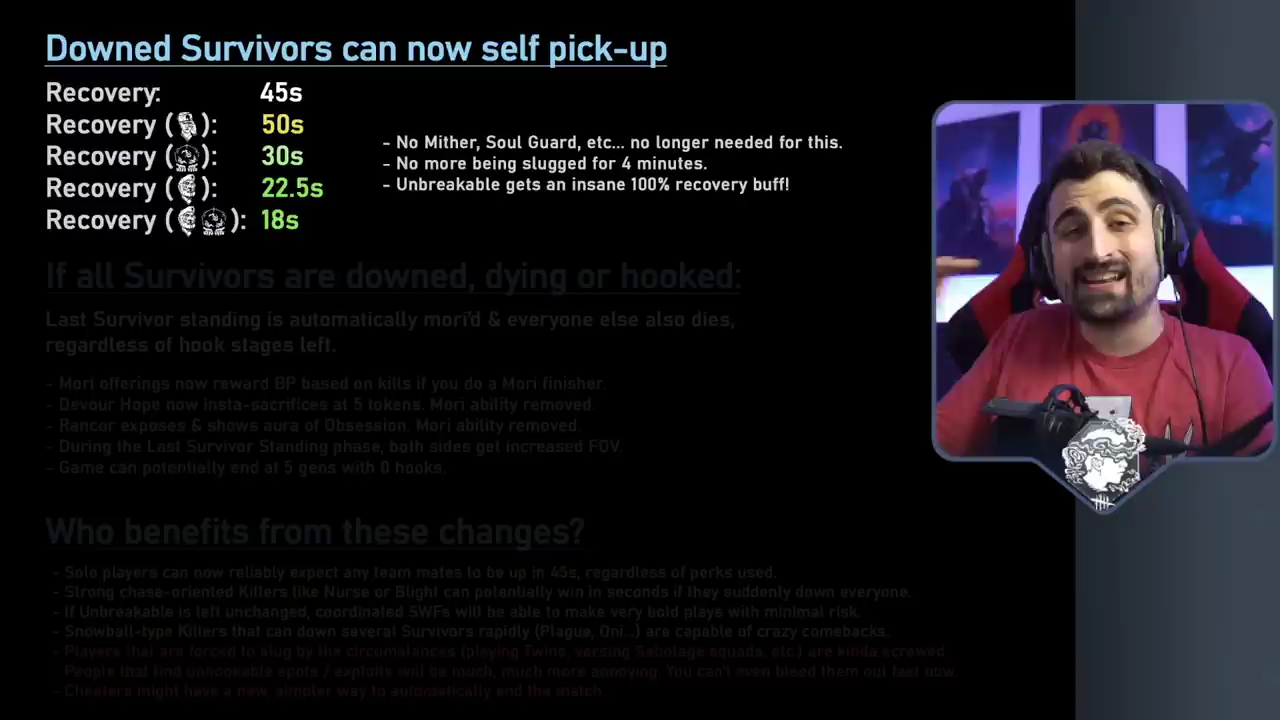 Downed Survivors can now self pick-up
Recovery: 45s
Recovery ( ): 50s
Recovery ( ): 30s
Recovery ( ): 22.5s
Recovery ( ): 18s
- No Mither, Soul Guard, etc... no longer needed for this.
- No more being slugged for 4 minutes.
- Unbreakable gets an insane 100% recovery buff!
If all Survivors are downed, dying or hooked:
Last Survivor standing is automatically mori'd & everyone else also dies,
regardless of hook stages left.
- Mori offerings now reward BP based on kills if you do a Mori finisher.
- Devour Hope now insta-sacrifices at 5 tokens. Mori ability removed.
- Rancor exposes & shows aura of Obsession. Mori ability removed.
- During the Last Survivor Standing phase, both sides get increased FOV.
- Game can potentially end at 5 gens with 0 hooks.
Who benefits from these changes?
- Solo players can now reliably expect any team mates to be up in 45s, regardless of perks used.
- Strong chase-oriented Killers like Nurse or Blight can potentially win in seconds if they suddenly down everyone.
- If Unbreakable is left unchanged, coordinated SWFs will be able to make very bold plays with minimal risk.
- Snowball-type Killers that can down several Survivors rapidly (Plague, Oni...) are capable of crazy comebacks.
- Players that are forced to slug by the circumstances (playing Twins, versing Sabotage squads, etc.) are kinda screwed.
People that find unhookable spots / exploits will be much, much more annoying. You can't even bleed them out fast now.
- Cheaters might have a new, simpler way to automatically end the match.